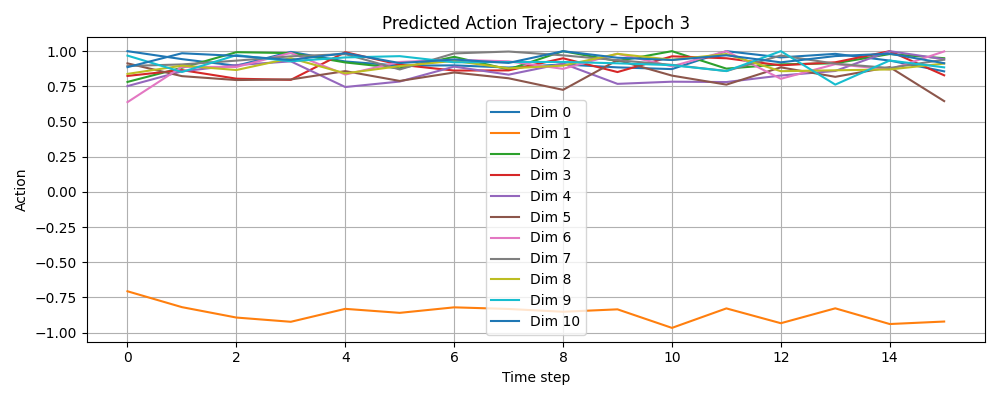 Predicted Action Trajectory – Epoch 3
Action
1.00
0.75
0.50
0.25
0.00
−0.25
−0.50
−0.75
−1.00
Dim 0
Dim 1
Dim 2
Dim 3
Dim 4
Dim 5
Dim 6
Dim 7
Dim 8
Dim 9
Dim 10
0 2 4 6 8 10 12 14
Time step